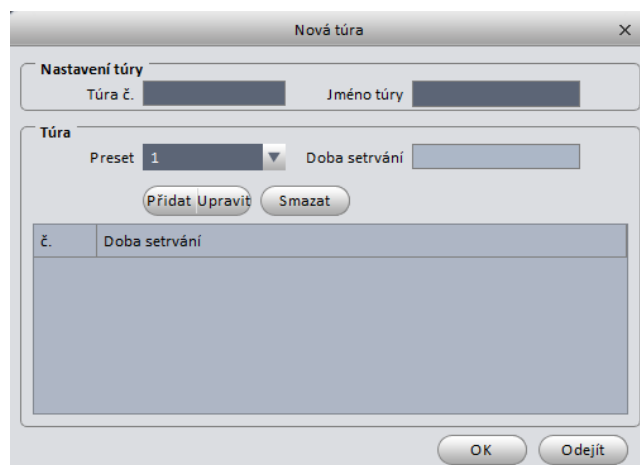 Nová túra
Nastavení túry
Túra č. Jméno túry
Túra
Preset 1 Doba setrvání
Přidat Upravit Smazat
č. Doba setrvání
OK Odejít